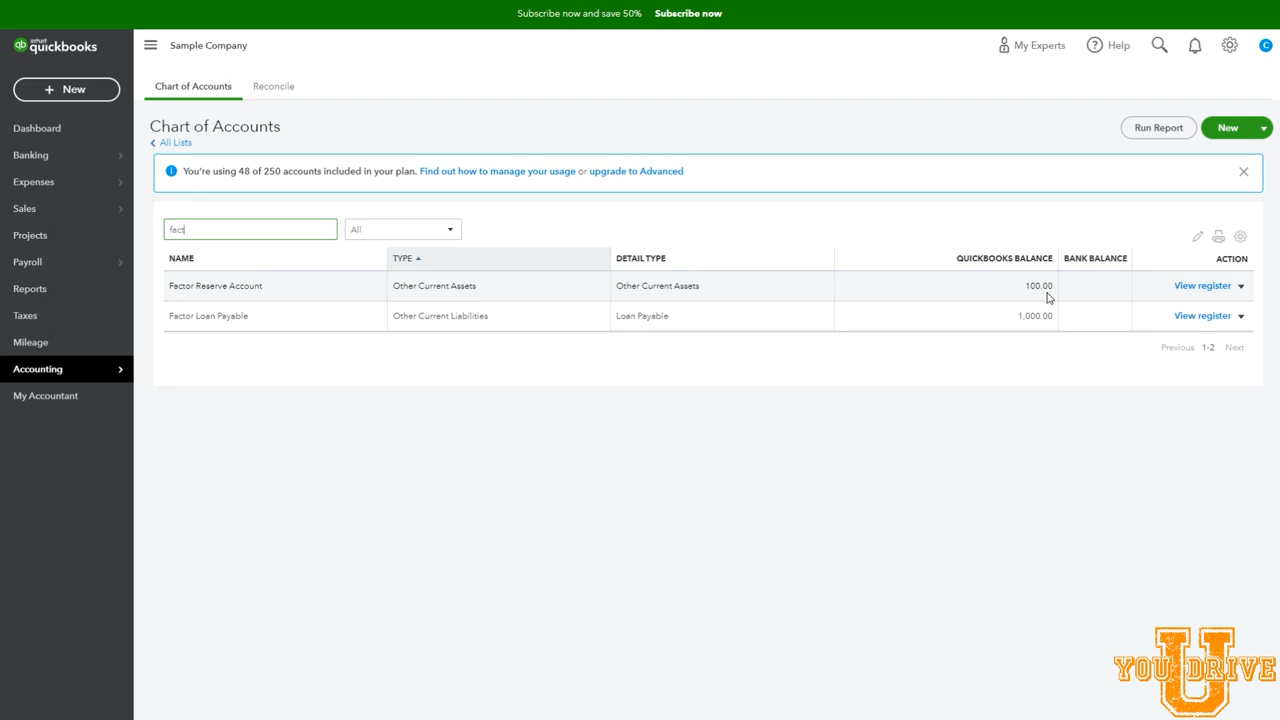 Subscribe now and save 50% Subscribe now
qb intuit quickbooks
Sample Company
My Experts
Help
C
+ New
Chart of Accounts
Reconcile
Dashboard
Banking
Expenses
Sales
Projects
Payroll
Reports
Taxes
Mileage
Accounting
My Accountant
Chart of Accounts
All Lists
Run Report
New
You're using 48 of 250 accounts included in your plan. Find out how to manage your usage or upgrade to Advanced
fact
All
NAME TYPE DETAIL TYPE QUICKBOOKS BALANCE BANK BALANCE ACTION
Factor Reserve Account Other Current Assets Other Current Assets 100.00 View register
Factor Loan Payable Other Current Liabilities Loan Payable 1,000.00 View register
Previous 1-2 Next
YOU DRIVE
U